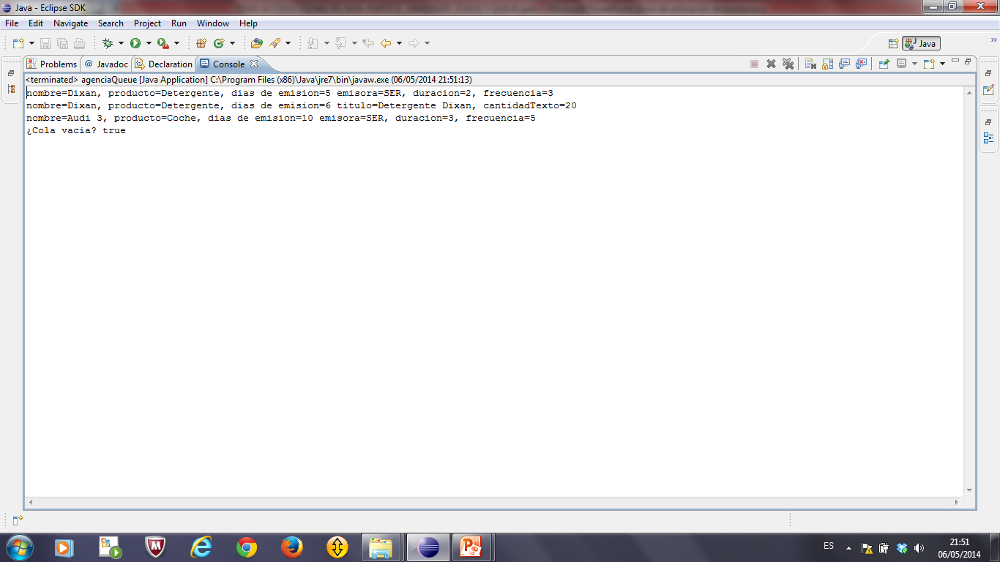 Java - Eclipse SDK
File Edit Navigate Search Project Run Window Help
Java
Problems @ Javadoc Declaration Console
<terminated> agenciaQueue [Java Application] C:\Program Files (x86)\Java\jre7\bin\javaw.exe (06/05/2014 21:51:13)
nombre=Dixan, producto=Detergente, dias de emision=5 emisora=SER, duracion=2, frecuencia=3
nombre=Dixan, producto=Detergente, dias de emision=6 titulo=Detergente Dixan, cantidadTexto=20
nombre=Audi 3, producto=Coche, dias de emision=10 emisora=SER, duracion=3, frecuencia=5
¿Cola vacia? true
ES
21:51
06/05/2014